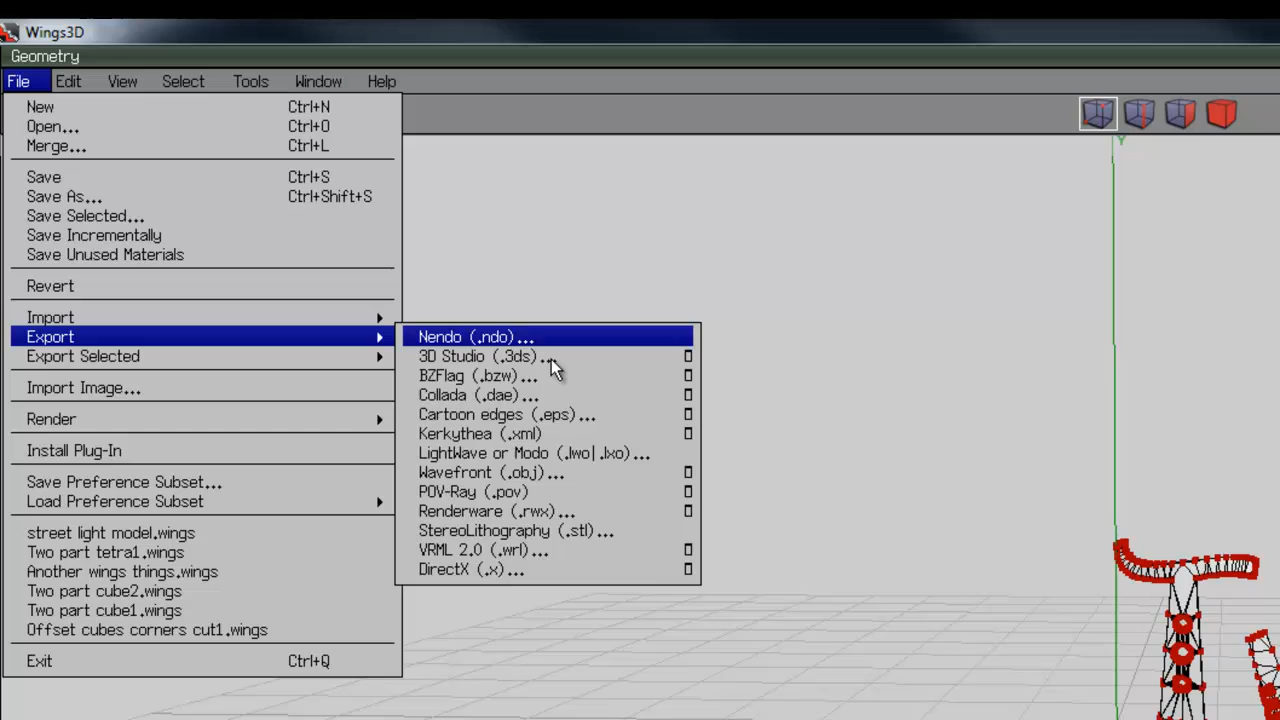 Wings3D
Geometry
File Edit View Select Tools Window Help
New Ctrl+N
Open... Ctrl+O
Merge... Ctrl+L
Save Ctrl+S
Save As... Ctrl+Shift+S
Save Selected...
Save Incrementally
Save Unused Materials
Revert
Import
Export
Export Selected
Import Image...
Render
Install Plug-In
Save Preference Subset...
Load Preference Subset
street light model.wings
Two part tetra1.wings
Another wings things.wings
Two part cube2.wings
Two part cube1.wings
Offset cubes corners cut1.wings
Exit Ctrl+Q
Nendo (.ndo)...
3D Studio (.3ds)...
BZFlag (.bzw)...
Collada (.dae)...
Cartoon edges (.eps)...
Kerkythea (.xml)
LightWave or Modo (.lwo|.lxo)...
Wavefront (.obj)...
POV-Ray (.pov)
Renderware (.rwx)...
StereoLithography (.stl)...
VRML 2.0 (.wrl)...
DirectX (.x)...
Y